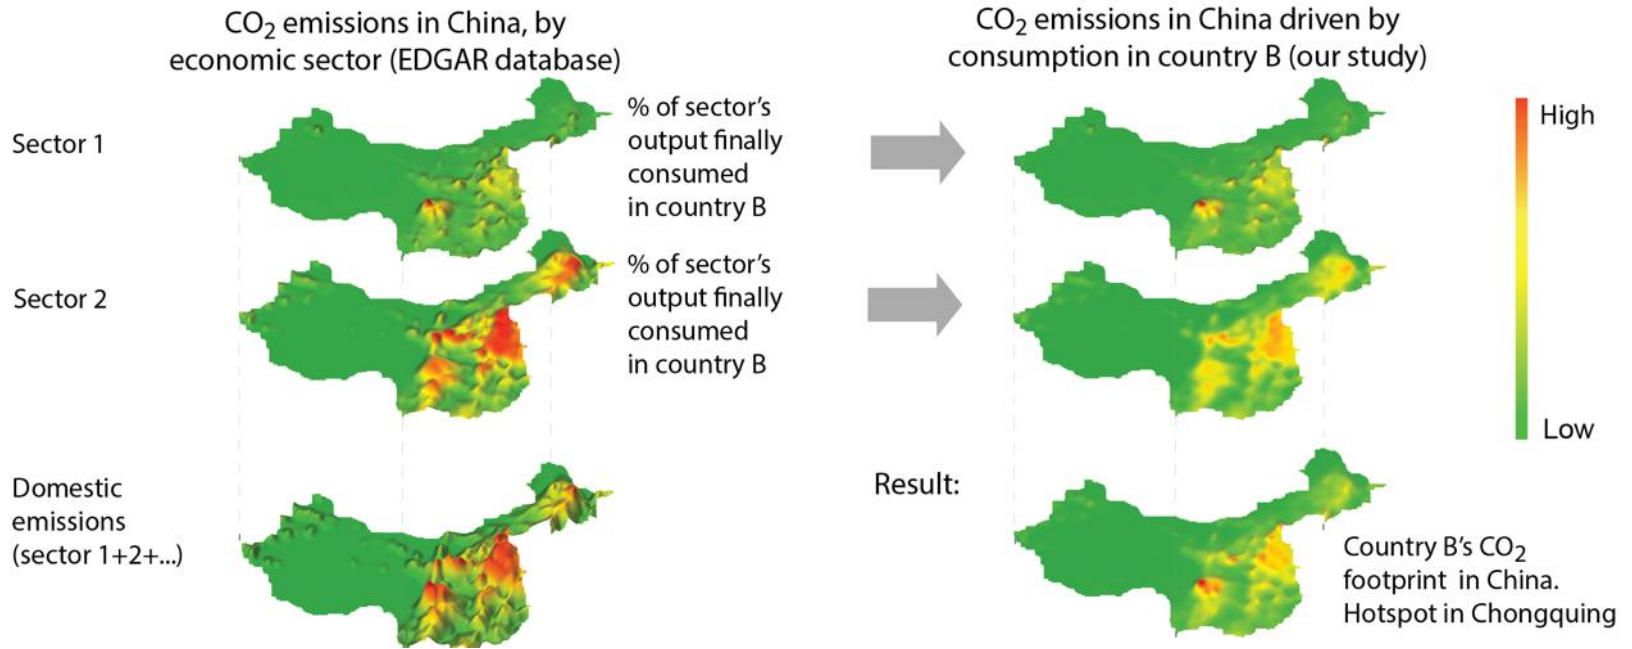 CO₂ emissions in China, by
economic sector (EDGAR database)
CO₂ emissions in China driven by
consumption in country B (our study)
Sector 1
% of sector's
output finally
consumed
in country B
High
Sector 2
% of sector's
output finally
consumed
in country B
Low
Domestic
emissions
(sector 1+2+...)
Result:
Country B's CO₂
footprint in China.
Hotspot in Chongquing